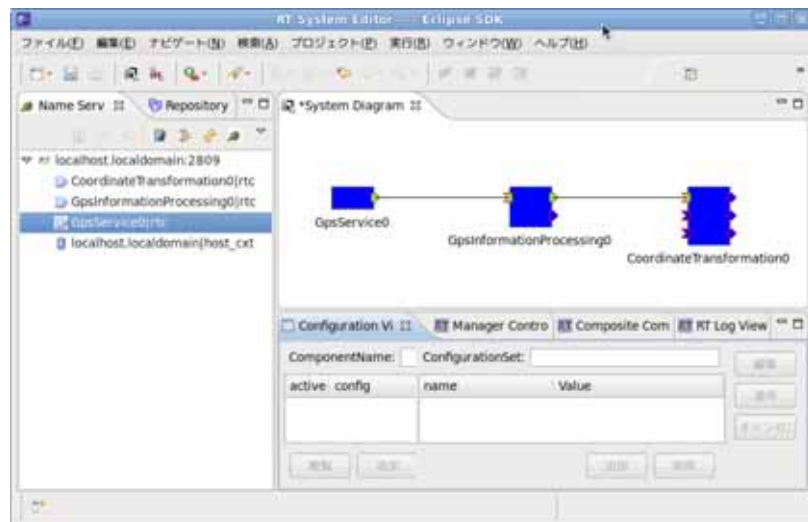 RT System Editor - Eclipse SDK
ファイル(E) 編集(E) ナビゲート(N) 検索(A) プロジェクト(P) 実行(R) ウィンドウ(W) ヘルプ(H)
Name Serv Repository
*System Diagram
localhost.localdomain:2809
CoordinateTransformation0|rtc
GpsInformationProcessing0|rtc
GpsService0|rtc
localhost.localdomain|host_cxt
GpsService0
GpsInformationProcessing0
CoordinateTransformation0
Configuration Vi RT Manager Contro RT Composite Com RT RT Log View
ComponentName: ConfigurationSet:
active config name Value